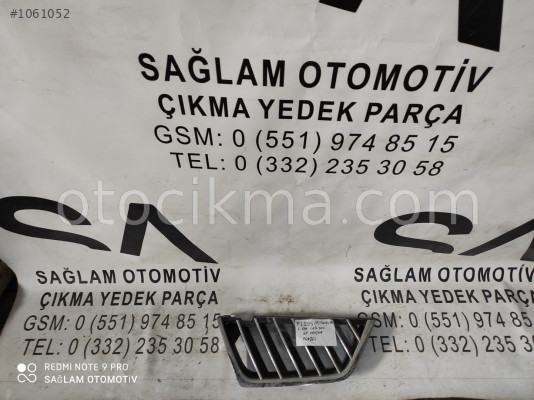 #1061052
SAĞLAM OTOMOTİV
ÇIKMA YEDEK PARÇA
GSM: 0 (551) 974 85 15
TEL: 0 (332) 235 30 58
otocikma.com
SAĞLAM OTOMOTİV
ÇIKMA YEDEK PARÇA
GSM: 0 (551) 974 85 15
TEL: 0 (332) 235 30 58
SAĞLAM OTOMOTİV
ÇIKMA YEDEK PARÇA
GSM: 0 (551) 974 85 15
TEL: 0 (332) 235 30 58
REDMI NOTE 9 PRO
SAĞLAM OTOMOTİV